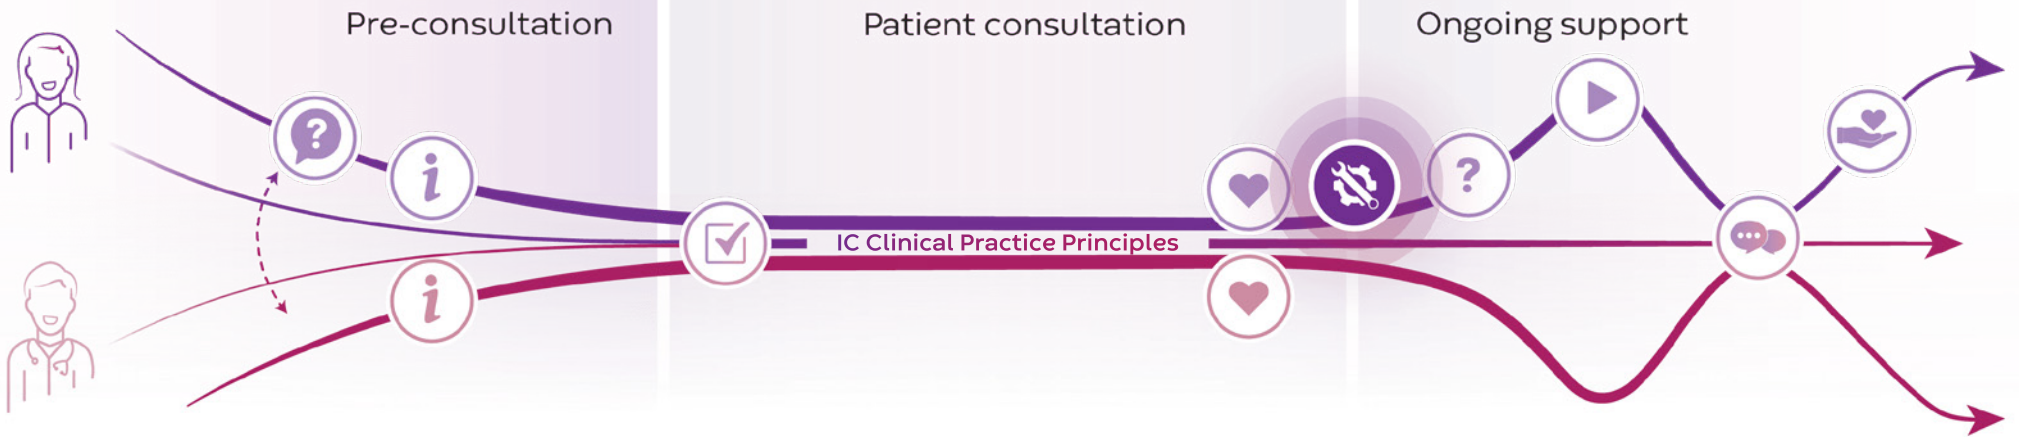 Pre-consultation
Patient consultation
Ongoing support
?
i
?
IC Clinical Practice Principles
i